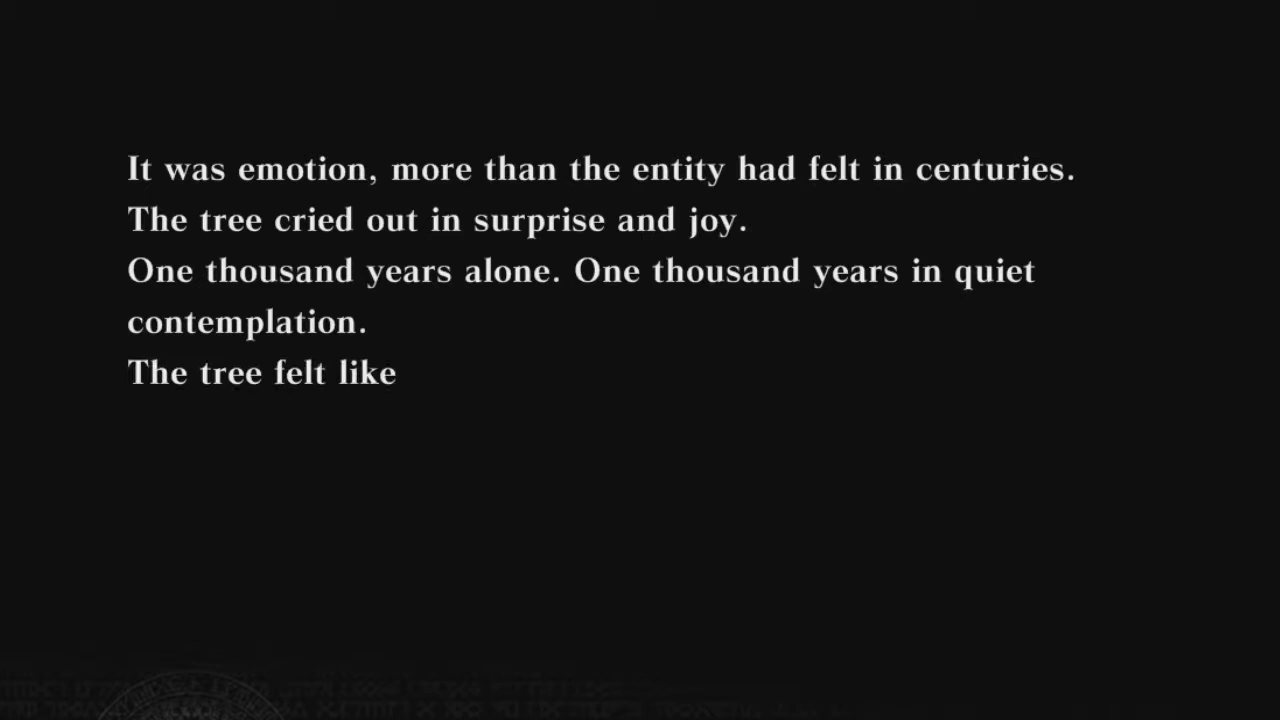 It was emotion, more than the entity had felt in centuries.
The tree cried out in surprise and joy.
One thousand years alone. One thousand years in quiet
contemplation.
The tree felt like